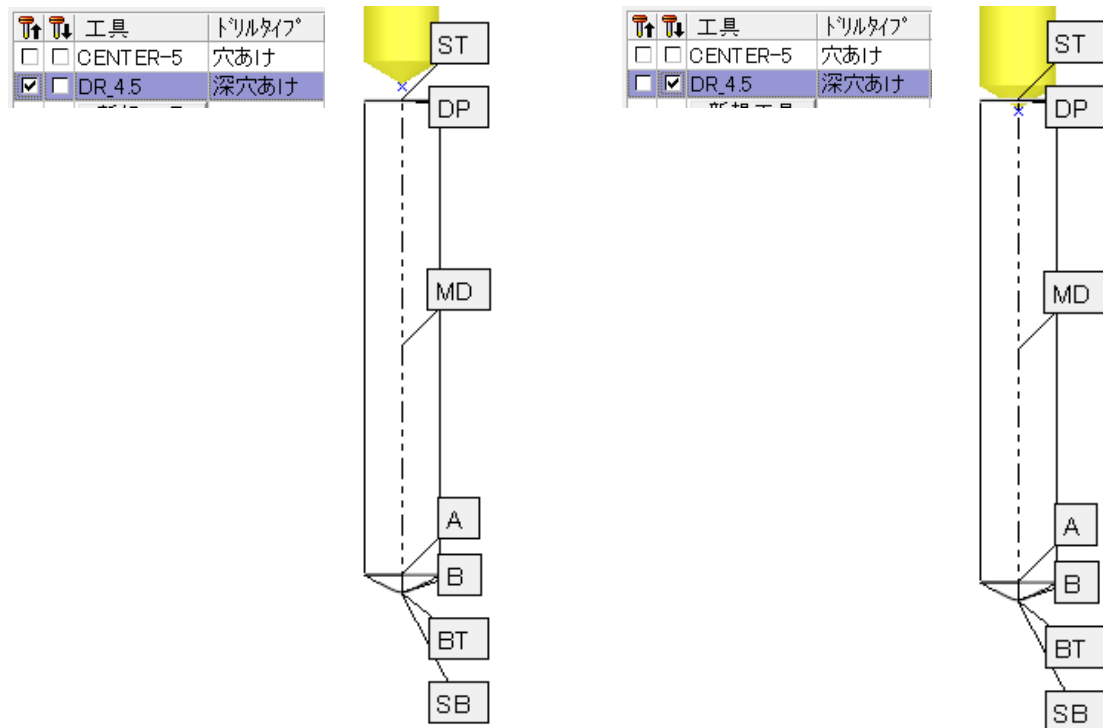 工具 ドリルタイプ
CENTER-5 穴あけ
DR_4.5 深穴あけ
ST
DP
MD
A
B
BT
SB
工具 ドリルタイプ
CENTER-5 穴あけ
DR_4.5 深穴あけ
ST
DP
MD
A
B
BT
SB